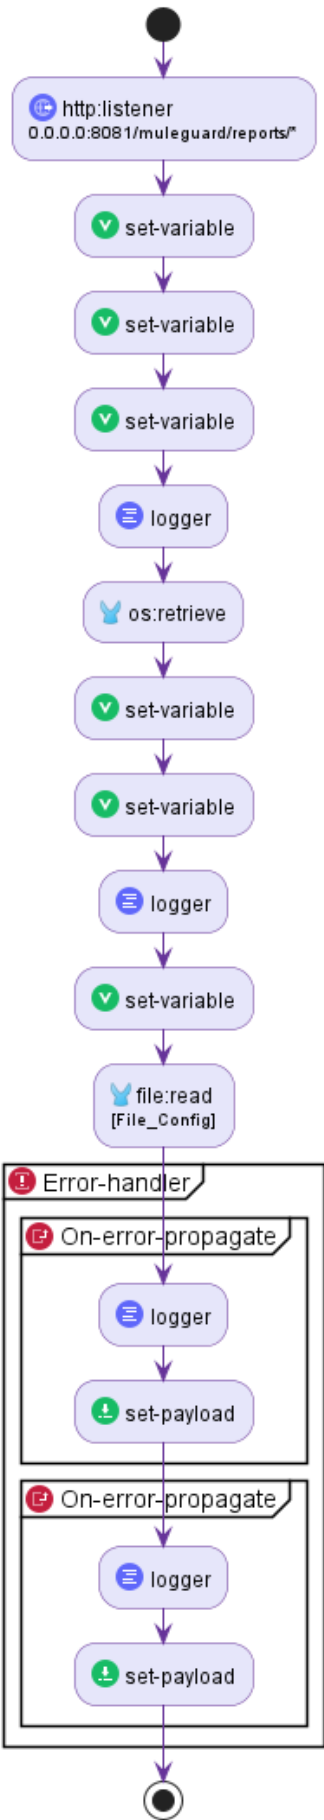 http:listener
0.0.0.0:8081/muleguard/reports/*
set-variable
set-variable
set-variable
logger
os:retrieve
set-variable
set-variable
logger
set-variable
file:read
[File_Config]
Error-handler
On-error-propagate
logger
set-payload
On-error-propagate
logger
set-payload